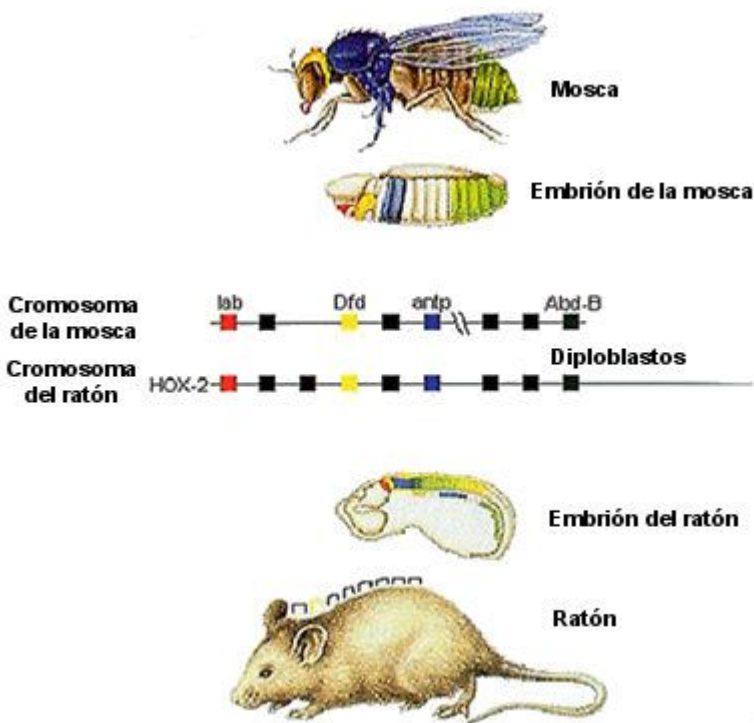 Mosca
Embrión de la mosca
lab Dfd antp Abd-B
Cromosoma
de la mosca
Diploblastos
Cromosoma
del ratón
HOX-2
Embrión del ratón
Ratón